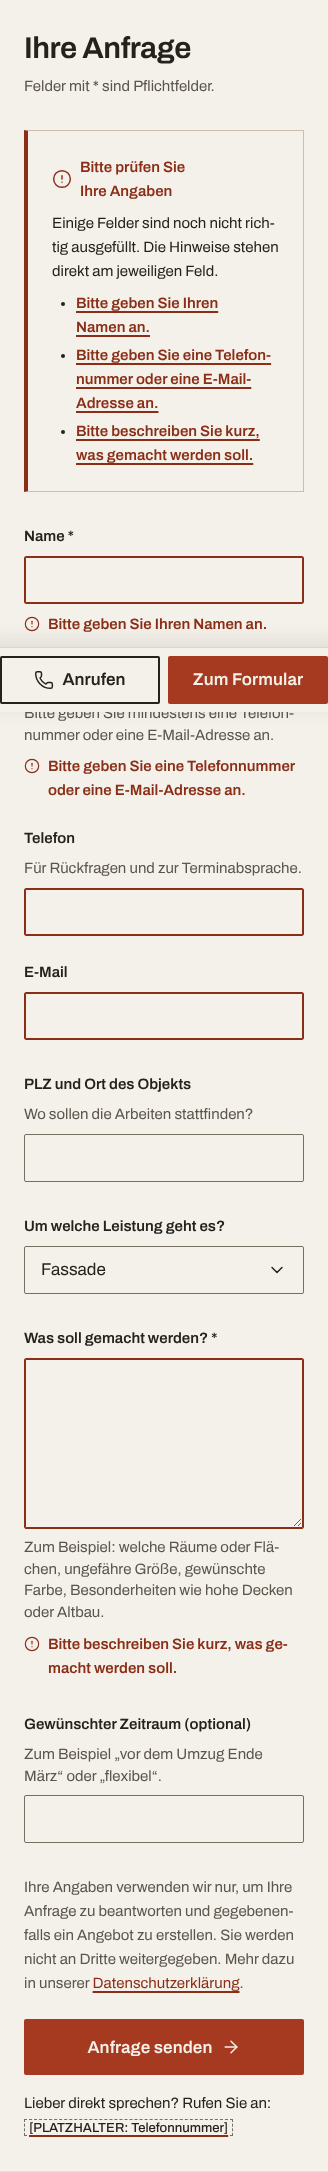 Ihre Anfrage
Felder mit * sind Pflichtfelder.
Bitte prüfen Sie
Ihre Angaben
Einige Felder sind noch nicht rich-
tig ausgefüllt. Die Hinweise stehen
direkt am jeweiligen Feld.
Bitte geben Sie Ihren
Namen an.
Bitte geben Sie eine Telefon-
nummer oder eine E-Mail-
Adresse an.
Bitte beschreiben Sie kurz,
was gemacht werden soll.
Name *
Bitte geben Sie Ihren Namen an.
Anrufen
Zum Formular
Bitte geben Sie mindestens eine Telefon-
nummer oder eine E-Mail-Adresse an.
Bitte geben Sie eine Telefonnummer
oder eine E-Mail-Adresse an.
Telefon
Für Rückfragen und zur Terminabsprache.
E-Mail
PLZ und Ort des Objekts
Wo sollen die Arbeiten stattfinden?
Um welche Leistung geht es?
Fassade
Was soll gemacht werden? *
Zum Beispiel: welche Räume oder Flä-
chen, ungefähre Größe, gewünschte
Farbe, Besonderheiten wie hohe Decken
oder Altbau.
Bitte beschreiben Sie kurz, was ge-
macht werden soll.
Gewünschter Zeitraum (optional)
Zum Beispiel „vor dem Umzug Ende
März“ oder „flexibel“.
Ihre Angaben verwenden wir nur, um Ihre
Anfrage zu beantworten und gegebenen-
falls ein Angebot zu erstellen. Sie werden
nicht an Dritte weitergegeben. Mehr dazu
in unserer Datenschutzerklärung.
Anfrage senden
Lieber direkt sprechen? Rufen Sie an:
[PLATZHALTER: Telefonnummer]